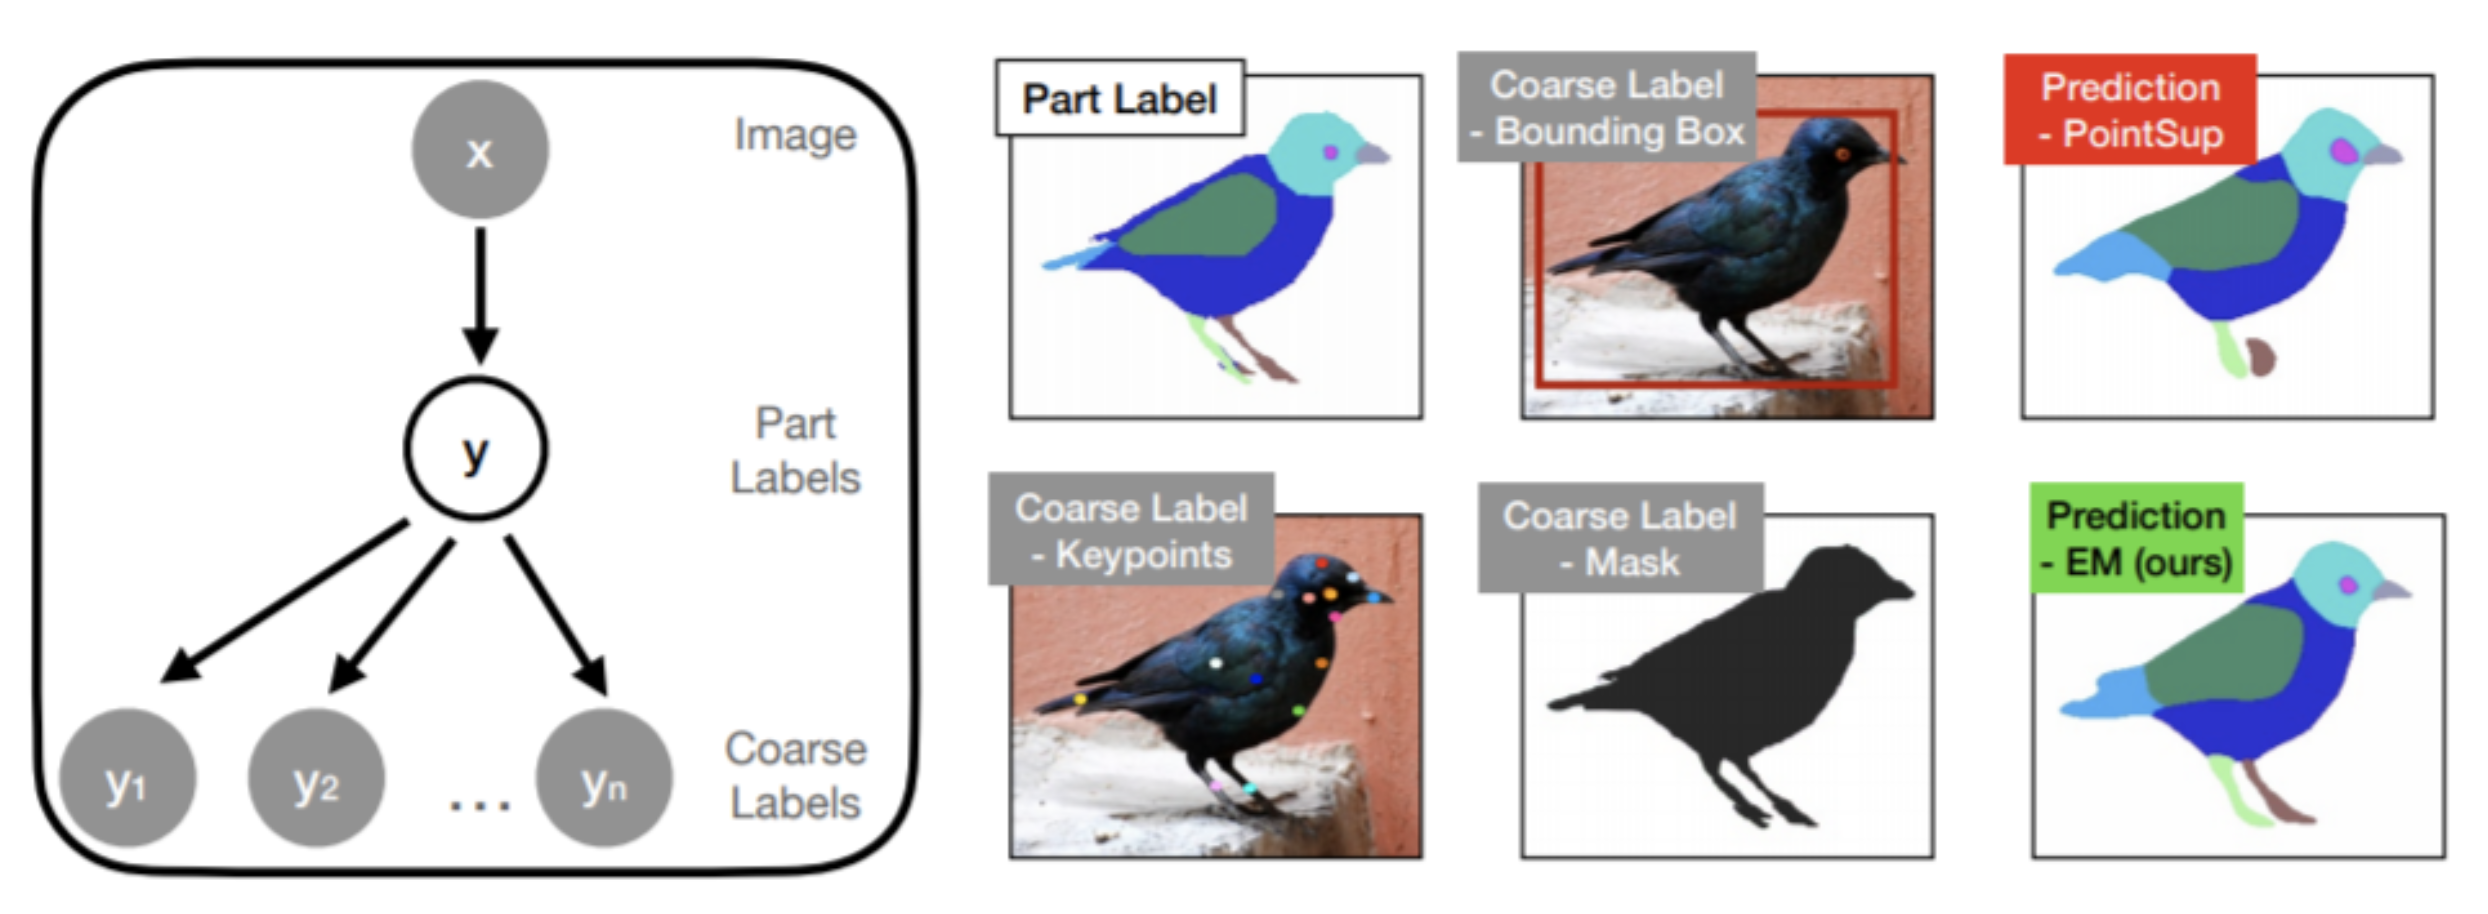 x
Image
y
Part
Labels
y1
y2
...
yn
Coarse
Labels
Part Label
Coarse Label
- Bounding Box
Prediction
- PointSup
Coarse Label
- Keypoints
Coarse Label
- Mask
Prediction
- EM (ours)